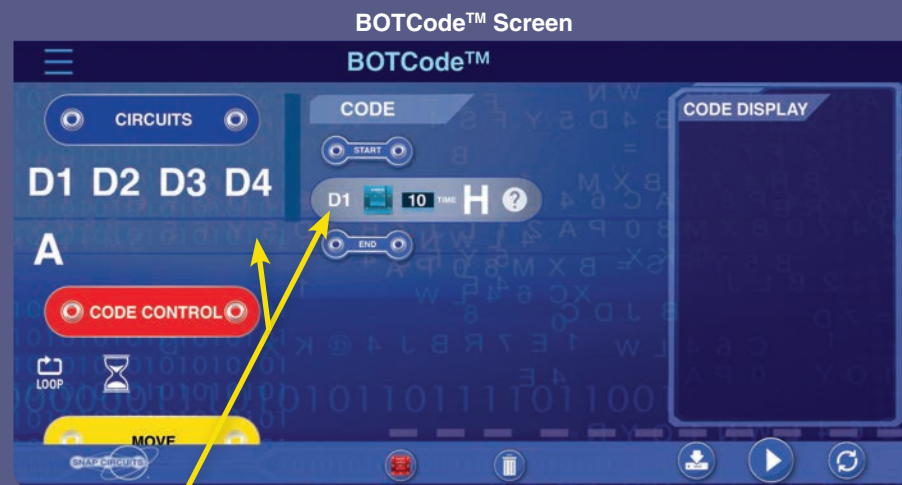 BOTCode™ Screen
BOTCode™
CIRCUITS
D1 D2 D3 D4
A
CODE CONTROL
LOOP
MOVE
SNAP CIRCUITS
CODE
START
D1 10 TIME H ?
END
CODE DISPLAY